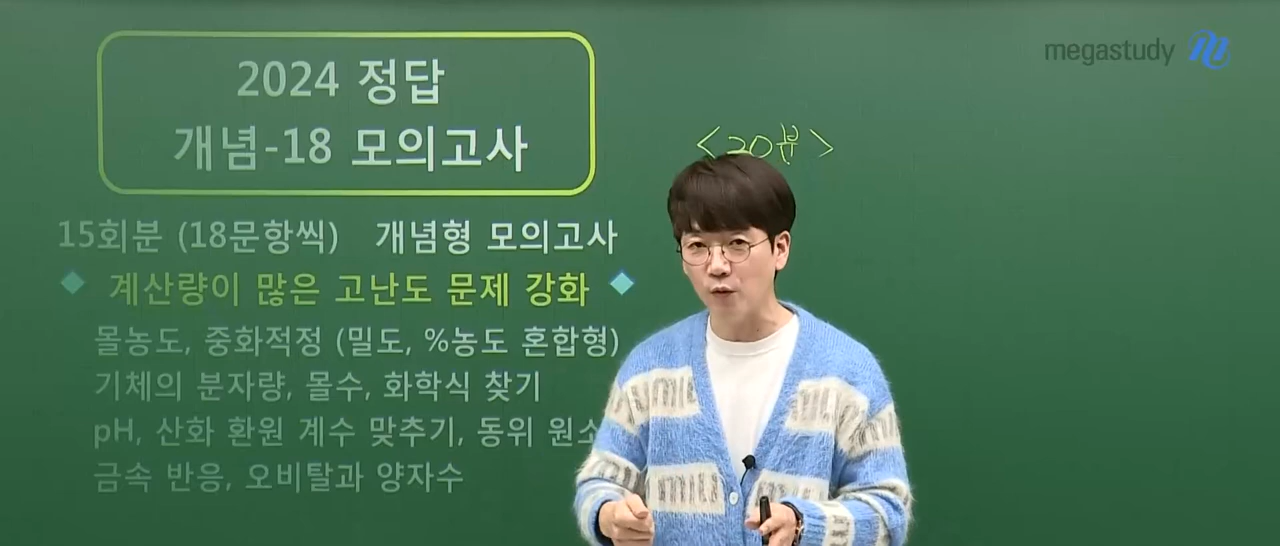 megastudy
2024 정답
개념-18 모의고사
<20분>
15회분 (18문항씩) 개념형 모의고사
계산량이 많은 고난도 문제 강화
몰농도, 중화적정 (밀도, %농도 혼합형)
기체의 분자량, 몰수, 화학식 찾기
pH, 산화 환원 계수 맞추기, 동위 원소
금속 반응, 오비탈과 양자수